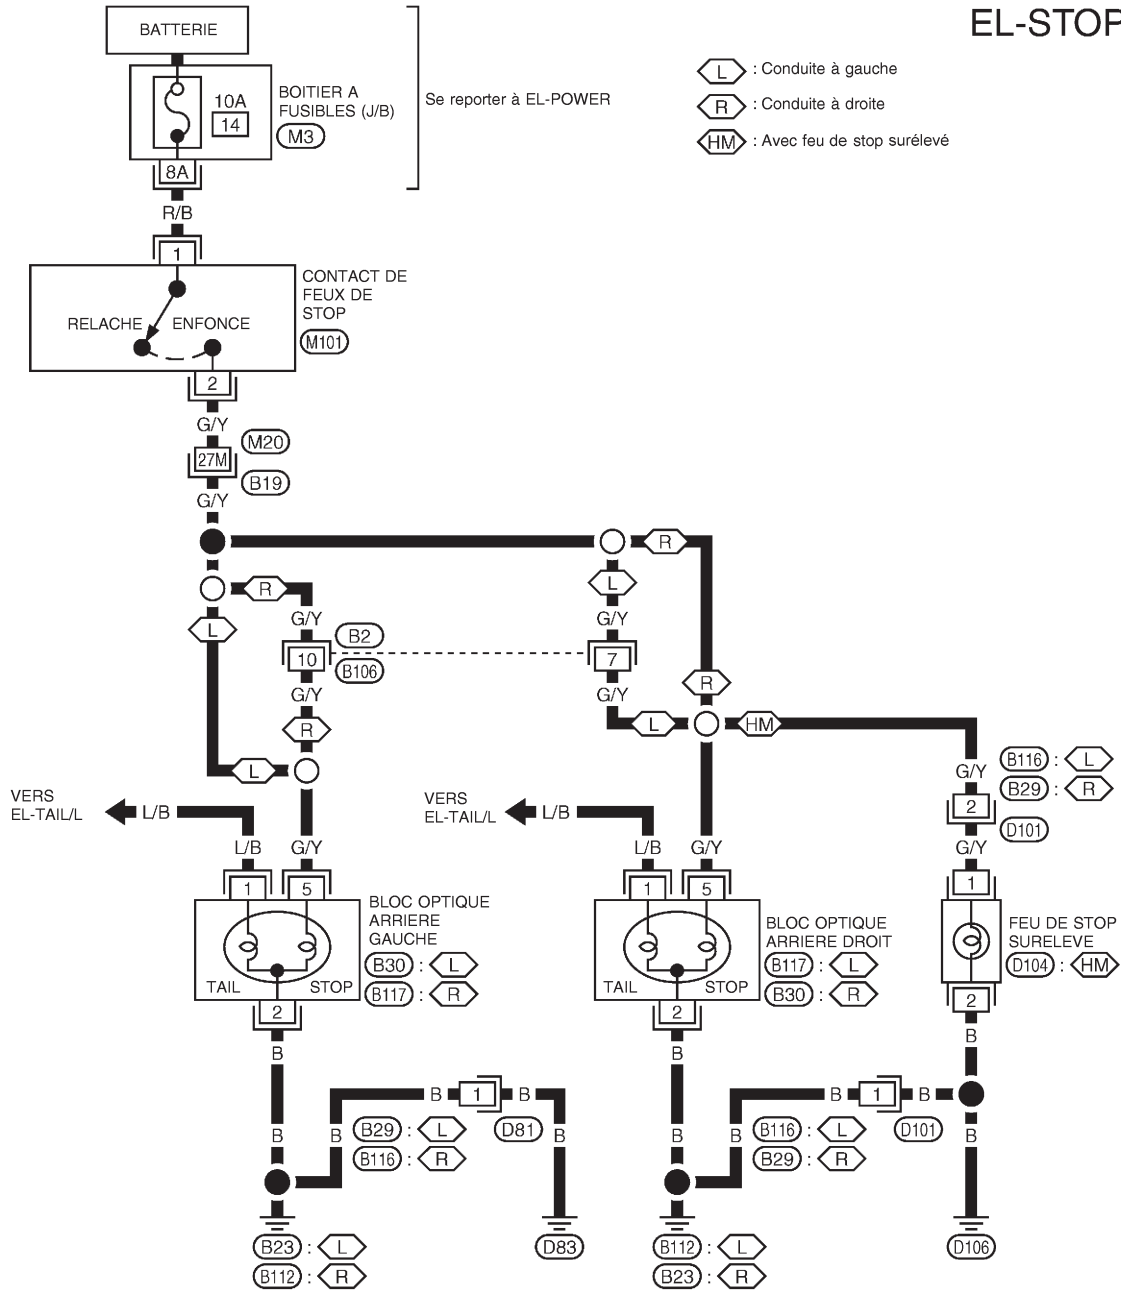 EL-STOP
BATTERIE
10A
14
BOITIER A
FUSIBLES (J/B)
M3
Se reporter à EL-POWER
L : Conduite à gauche
R : Conduite à droite
HM : Avec feu de stop surélevé
8A
R/B
1
CONTACT DE
FEUX DE
STOP
M101
RELACHE
ENFONCE
2
G/Y
M20
27M
B19
G/Y
R
R
L
G/Y
L
G/Y
B2
10
7
B106
G/Y
G/Y
R
R
L
HM
L
G/Y
B116 : L
B29 : R
2
D101
G/Y
VERS
EL-TAIL/L
L/B
L/B
G/Y
VERS
EL-TAIL/L
L/B
L/B
G/Y
1
5
1
5
1
BLOC OPTIQUE
ARRIERE
GAUCHE
B30 : L
B117 : R
TAIL
STOP
2
BLOC OPTIQUE
ARRIERE DROIT
B117 : L
B30 : R
TAIL
STOP
2
FEU DE STOP
SURELEVE
D104 : HM
2
B
B
B
B
1
B
B
1
B
B
B
B29 : L
B116 : R
D81
B
B
B
B116 : L
B29 : R
D101
B
B23 : L
B112 : R
D83
B112 : L
B23 : R
D106